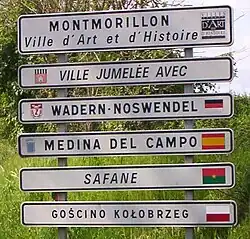 MONTMORILLON
Ville d'Art et d'Histoire
VILLE JUMELÉE AVEC
WADERN-NOSWENDEL
MEDINA DEL CAMPO
SAFANE
GOŚCINO KOŁOBRZEG